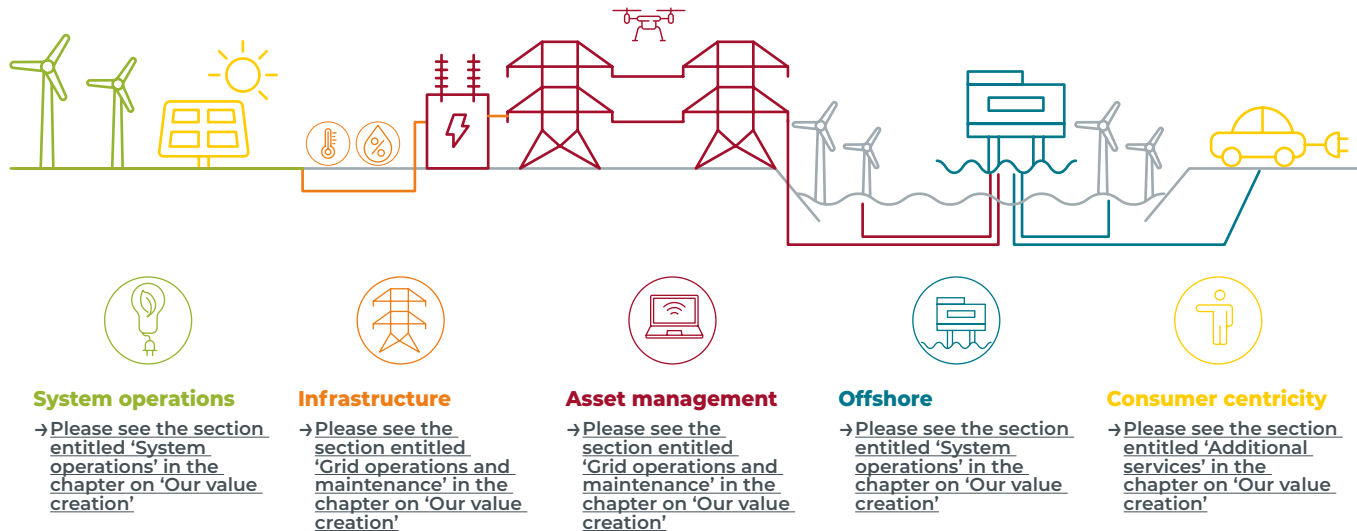 System operations
→Please see the section
entitled ‘System
operations’ in the
chapter on ‘Our value
creation’
Infrastructure
→Please see the
section entitled
‘Grid operations and
maintenance’ in the
chapter on ‘Our value
creation’
Asset management
→Please see the
section entitled
‘Grid operations and
maintenance’ in the
chapter on ‘Our value
creation’
Offshore
→Please see the section
entitled ‘System
operations’ in the
chapter on ‘Our value
creation’
Consumer centricity
→Please see the section
entitled ‘Additional
services’ in the
chapter on ‘Our value
creation’